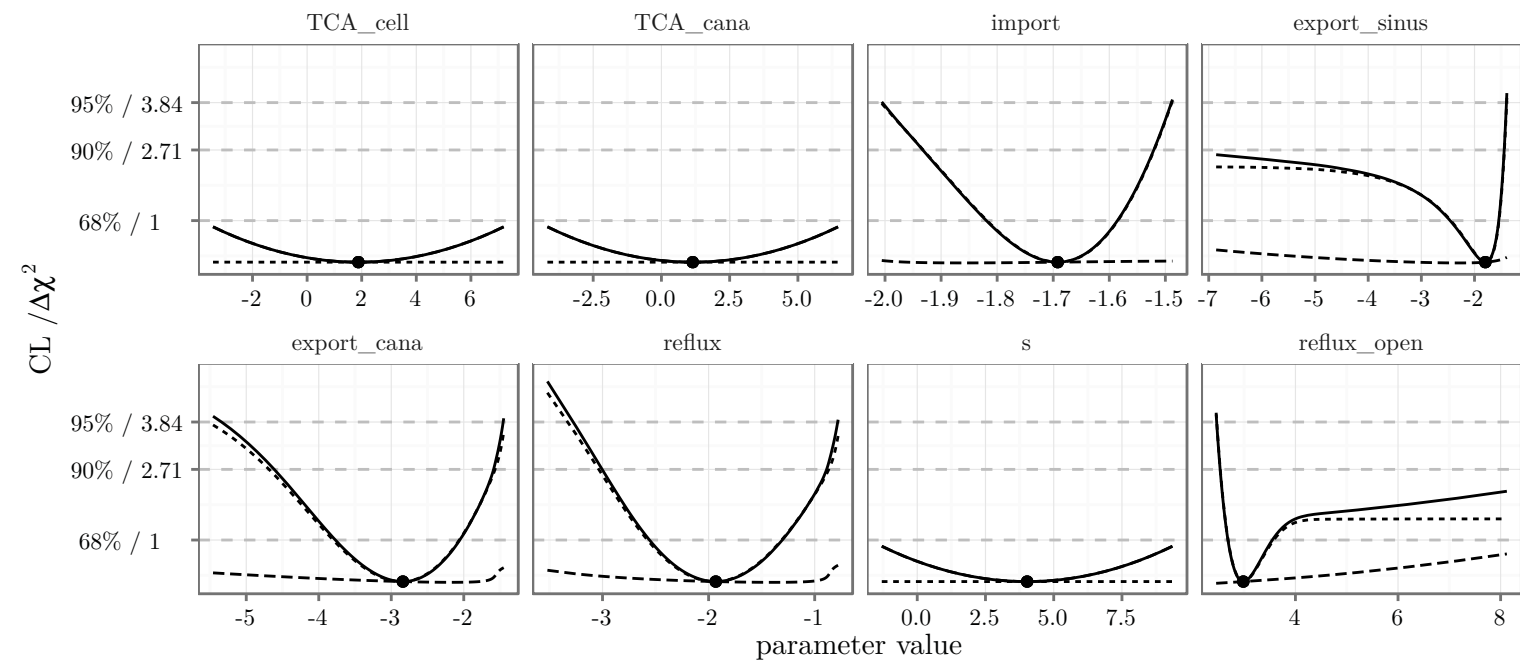 TCA_cell TCA_cana import export_sinus
95% / 3.84
90% / 2.71
68% / 1
-2 0 2 4 6 -2.5 0.0 2.5 5.0 -2.0 -1.9 -1.8 -1.7 -1.6 -1.5 -7 -6 -5 -4 -3 -2
CL /Δχ²
export_cana reflux s reflux_open
95% / 3.84
90% / 2.71
68% / 1
-5 -4 -3 -2 -3 -2 -1 0.0 2.5 5.0 7.5 4 6 8
parameter value